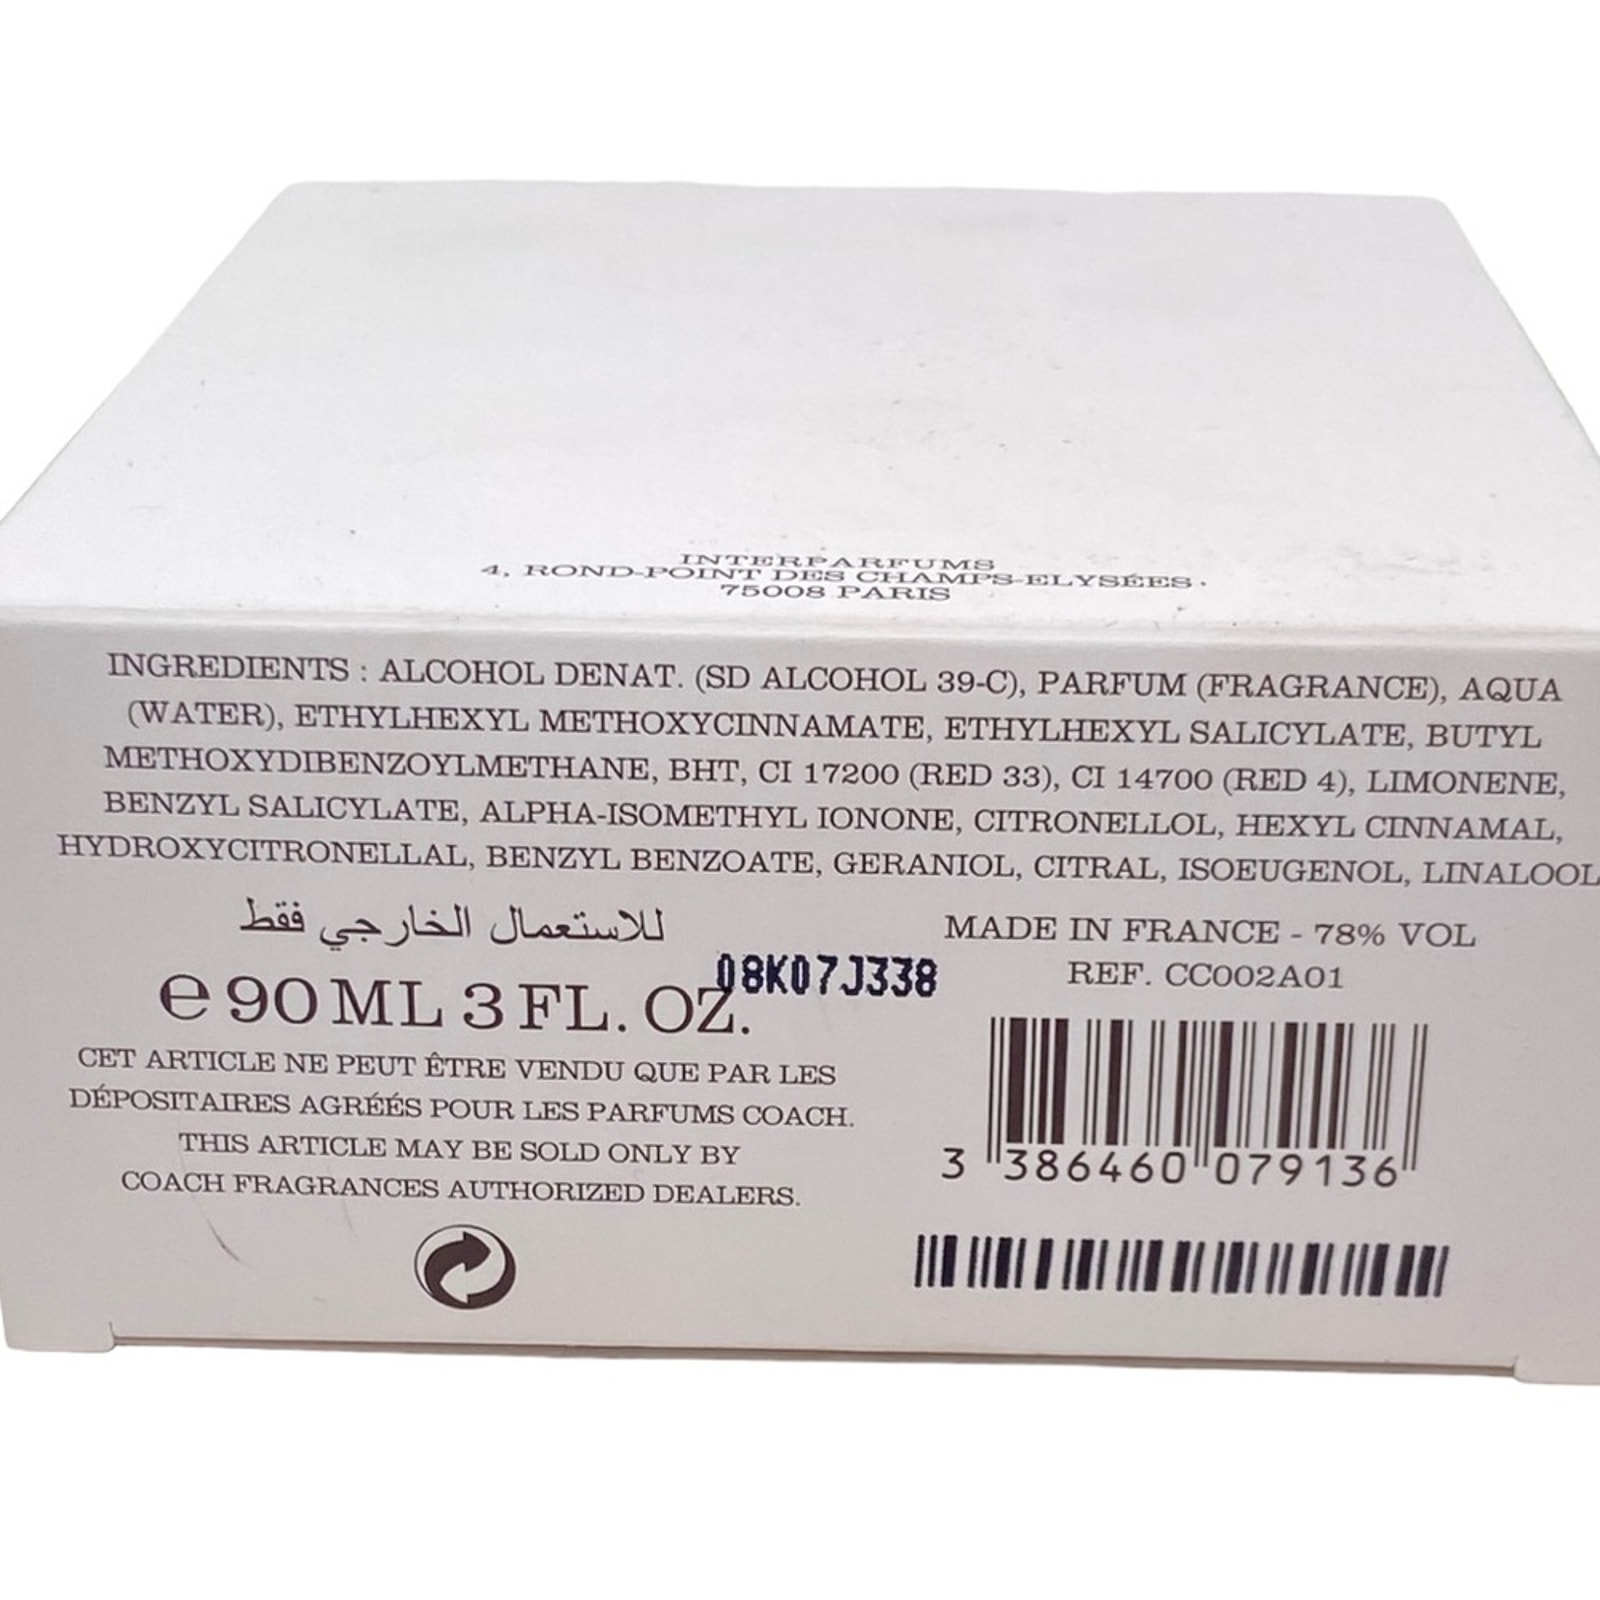 INTERPARFUMS
4, ROND-POINT DES CHAMPS-ELYSÉES ·
75008 PARIS
INGREDIENTS : ALCOHOL DENAT. (SD ALCOHOL 39-C), PARFUM (FRAGRANCE), AQUA
(WATER), ETHYLHEXYL METHOXYCINNAMATE, ETHYLHEXYL SALICYLATE, BUTYL
METHOXYDIBENZOYLMETHANE, BHT, CI 17200 (RED 33), CI 14700 (RED 4), LIMONENE,
BENZYL SALICYLATE, ALPHA-ISOMETHYL IONONE, CITRONELLOL, HEXYL CINNAMAL,
HYDROXYCITRONELLAL, BENZYL BENZOATE, GERANIOL, CITRAL, ISOEUGENOL, LINALOOL
للاستعمال الخارجي فقط
℮ 90 ML 3 FL. OZ.
08K07J338
CET ARTICLE NE PEUT ÊTRE VENDU QUE PAR LES
DÉPOSITAIRES AGRÉÉS POUR LES PARFUMS COACH.
THIS ARTICLE MAY BE SOLD ONLY BY
COACH FRAGRANCES AUTHORIZED DEALERS.
MADE IN FRANCE - 78% VOL
REF. CC002A01
3 386460 079136